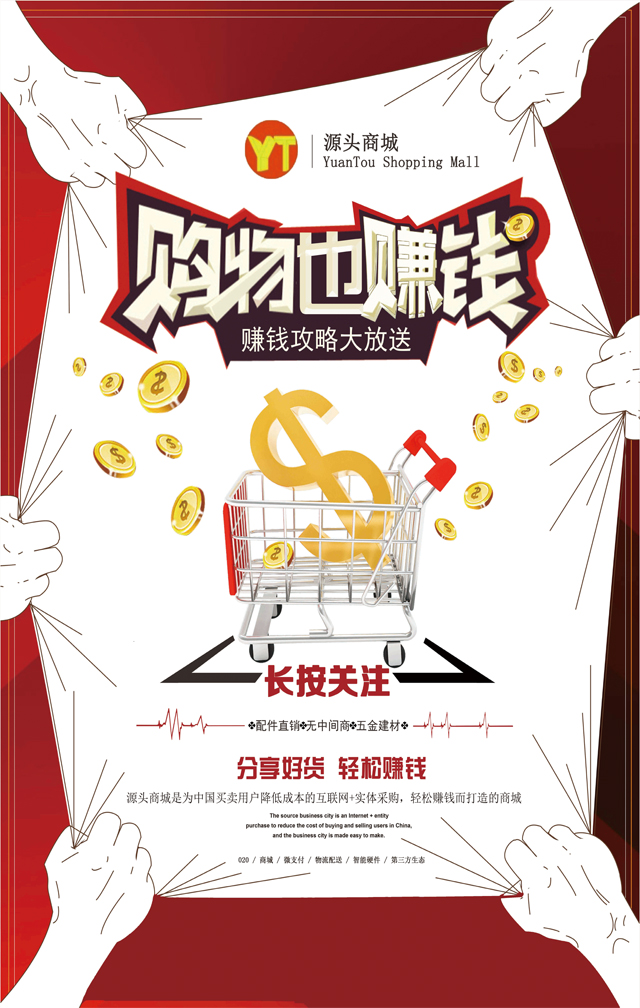 YT
源头商城
YuanTou Shopping Mall
购物也赚钱
赚钱攻略大放送
长按关注
✤配件直销✤无中间商✤五金建材✤
分享好货 轻松赚钱
源头商城是为中国买卖用户降低成本的互联网+实体采购，轻松赚钱而打造的商城
The source business city is an Internet + entity
purchase to reduce the cost of buying and selling users in China,
and the business city is made easy to make.
020 / 商城 / 微支付 / 物流配送 / 智能硬件 / 第三方生态